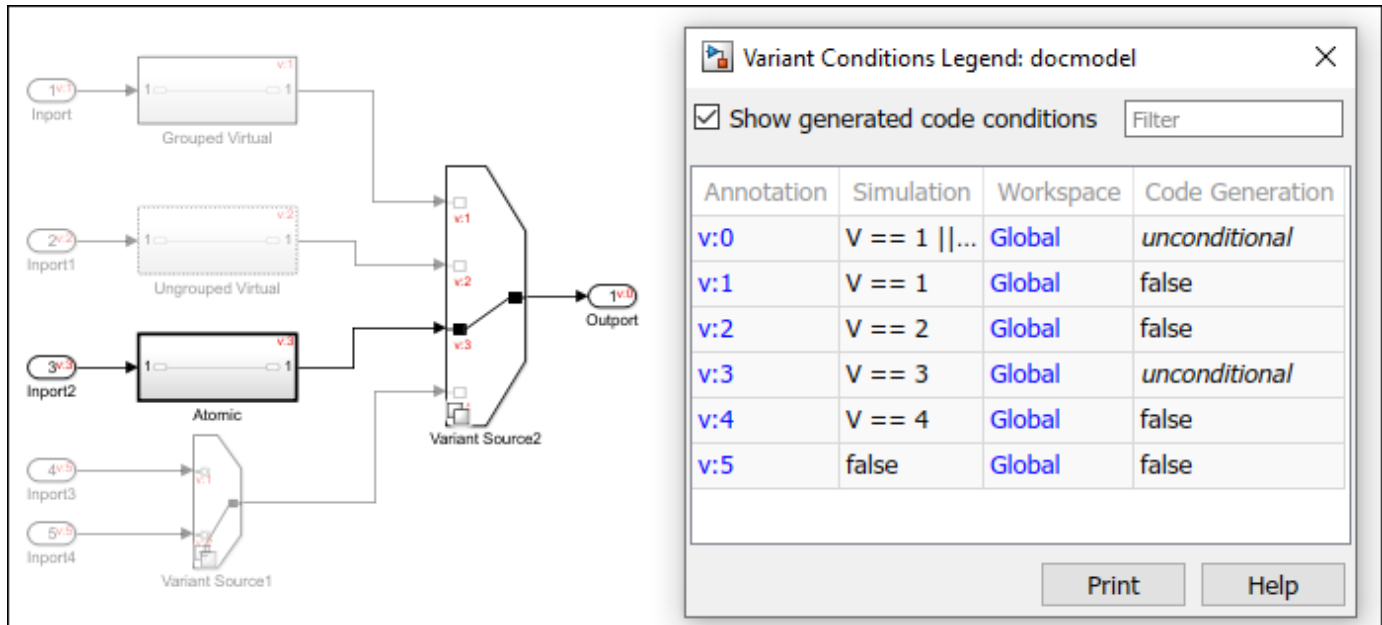 v:1
1 v:1
Inport
1
1
Grouped Virtual
v:2
2 v:2
Inport1
1
1
Ungrouped Virtual
v:3
3 v:3
Inport2
1
1
Atomic
4 v:5
Inport3
5 v:5
Inport4
v:1
Variant Source1
v:1
v:2
v:3
Variant Source2
1 v:0
Outport
Variant Conditions Legend: docmodel
Show generated code conditions
Filter
Annotation Simulation Workspace Code Generation
v:0 V == 1 ||... Global unconditional
v:1 V == 1 Global false
v:2 V == 2 Global false
v:3 V == 3 Global unconditional
v:4 V == 4 Global false
v:5 false Global false
Print Help